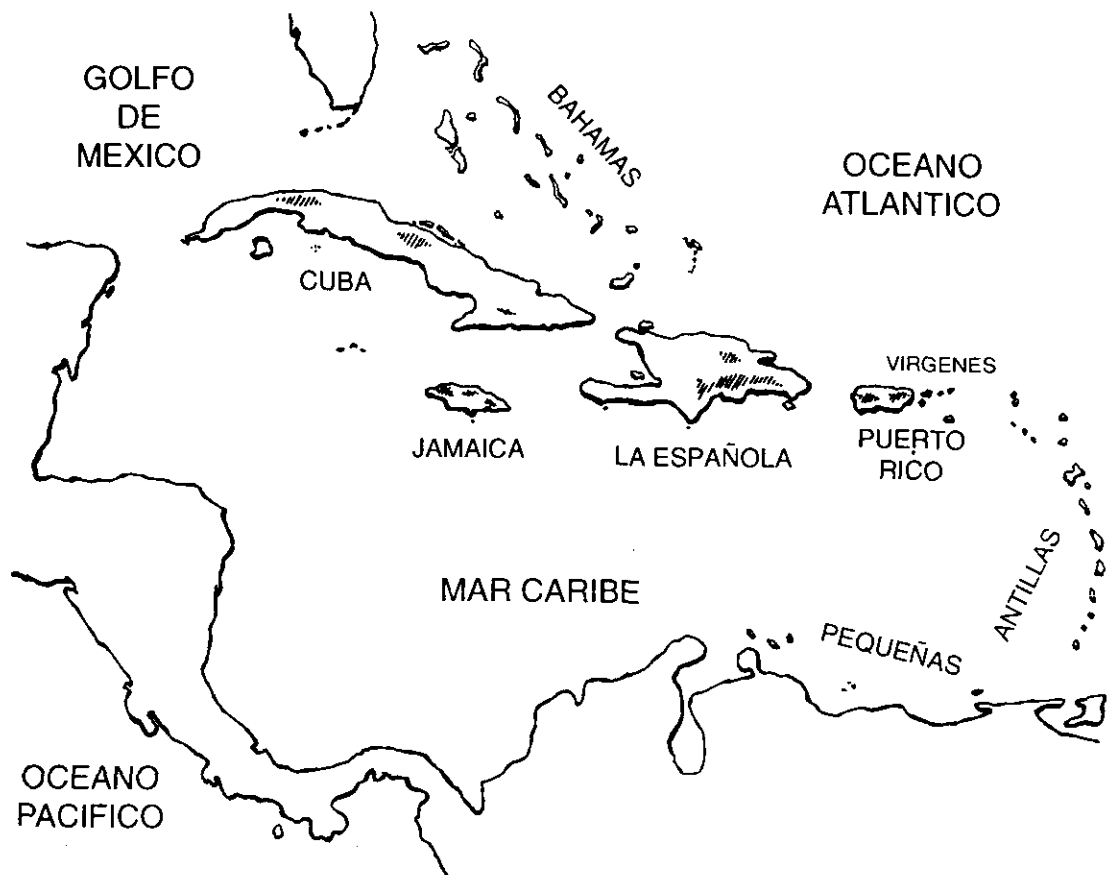 GOLFO
DE
MEXICO
BAHAMAS
OCEANO
ATLANTICO
CUBA
VIRGENES
JAMAICA
LA ESPAÑOLA
PUERTO
RICO
MAR CARIBE
ANTILLAS
PEQUEÑAS
OCEANO
PACIFICO